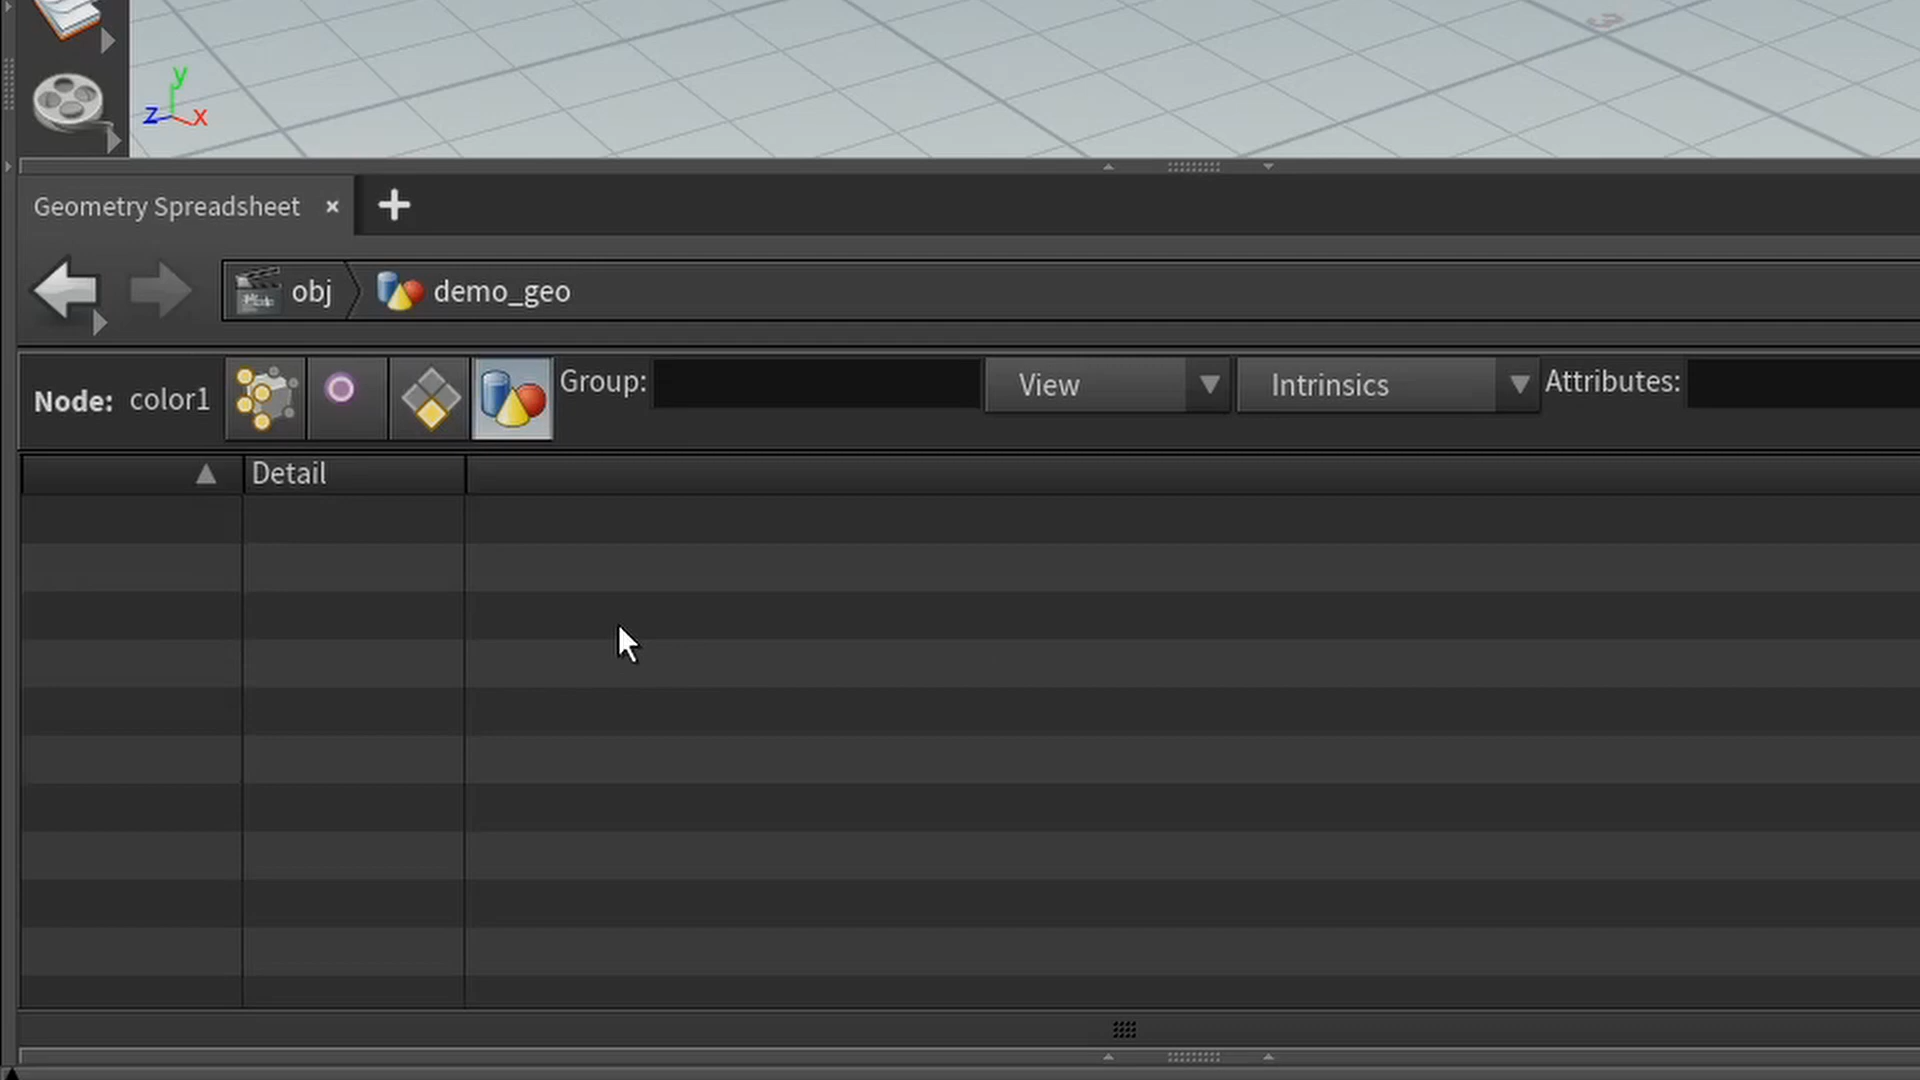 y
z x
Geometry Spreadsheet
obj demo_geo
Node: color1 Group: View Intrinsics Attributes:
Detail